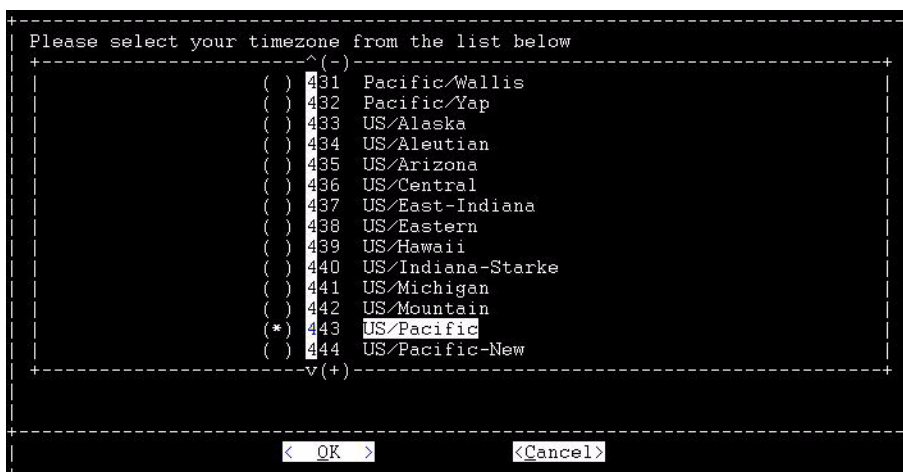 Please select your timezone from the list below
^(-)
( ) 431 Pacific/Wallis
( ) 432 Pacific/Yap
( ) 433 US/Alaska
( ) 434 US/Aleutian
( ) 435 US/Arizona
( ) 436 US/Central
( ) 437 US/East-Indiana
( ) 438 US/Eastern
( ) 439 US/Hawaii
( ) 440 US/Indiana-Starke
( ) 441 US/Michigan
( ) 442 US/Mountain
(*) 443 US/Pacific
( ) 444 US/Pacific-New
v(+)
< OK > <Cancel>